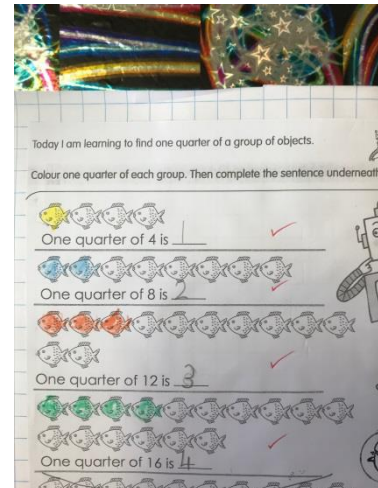 Today I am learning to find one quarter of a group of objects.
Colour one quarter of each group. Then complete the sentence underneath
One quarter of 4 is 1
One quarter of 8 is 2
One quarter of 12 is 3
One quarter of 16 is 4